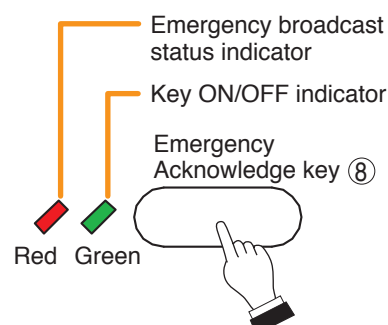 Emergency broadcast
status indicator
Key ON/OFF indicator
Emergency
Acknowledge key ⑧
Red Green